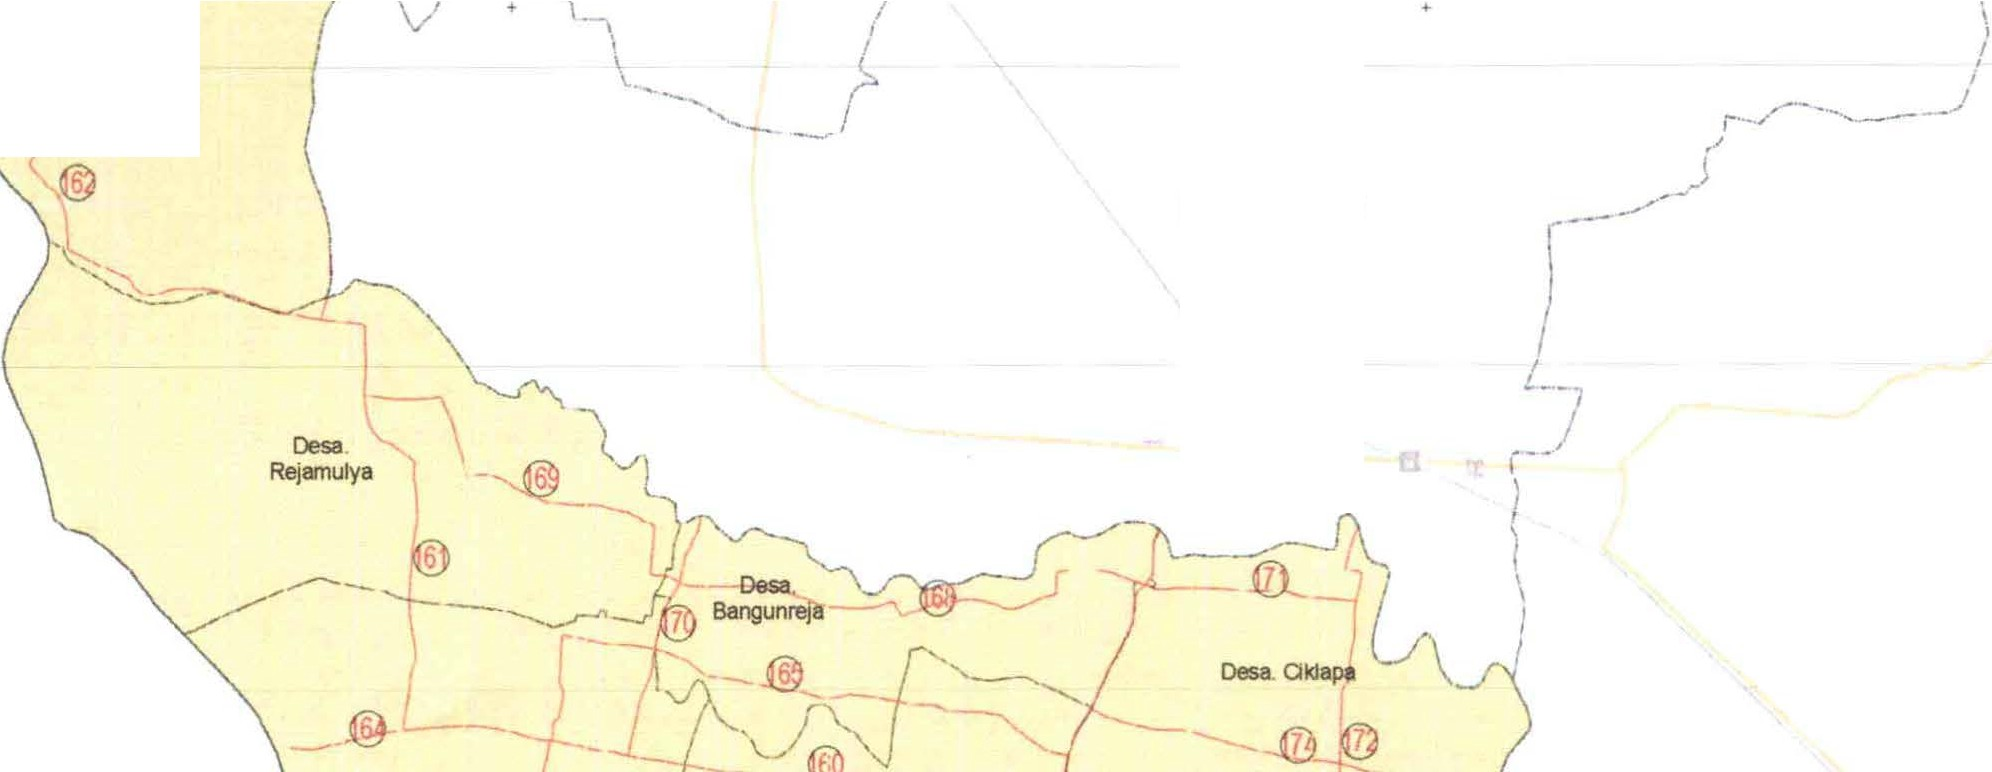 162
Desa.
Rejamulya
169
161
Desa.
Bangunreja
168
171
170
165
Desa. Ciklapa
164
174
172
160